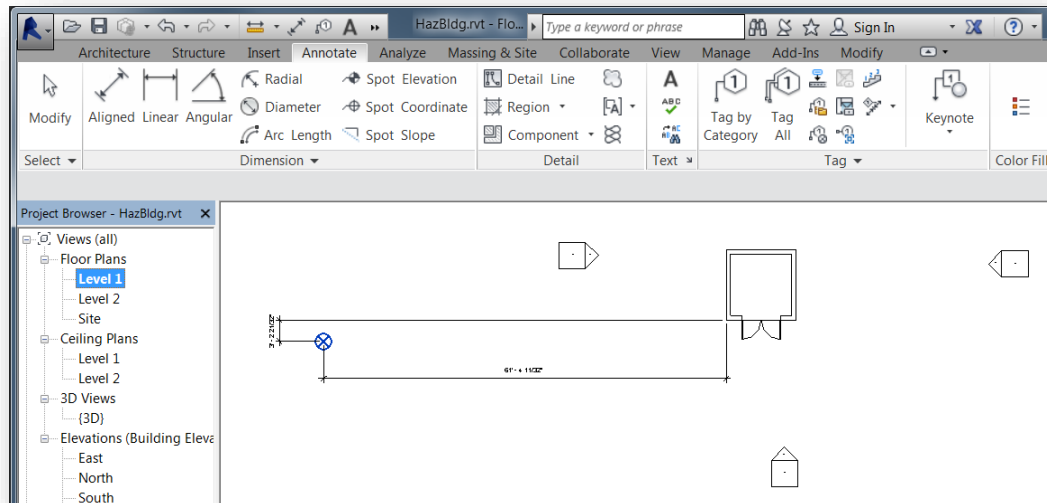 HazBldg.rvt - Flo... Type a keyword or phrase Sign In
Architecture Structure Insert Annotate Analyze Massing & Site Collaborate View Manage Add-Ins Modify
Modify
Aligned Linear Angular
Radial
Diameter
Arc Length
Spot Elevation
Spot Coordinate
Spot Slope
Detail Line
Region
Component
Tag by Category
Tag All
Keynote
Select Dimension Detail Text Tag Color Fill
Project Browser - HazBldg.rvt
Views (all)
Floor Plans
Level 1
Level 2
Site
Ceiling Plans
Level 1
Level 2
3D Views
{3D}
Elevations (Building Eleva
East
North
South